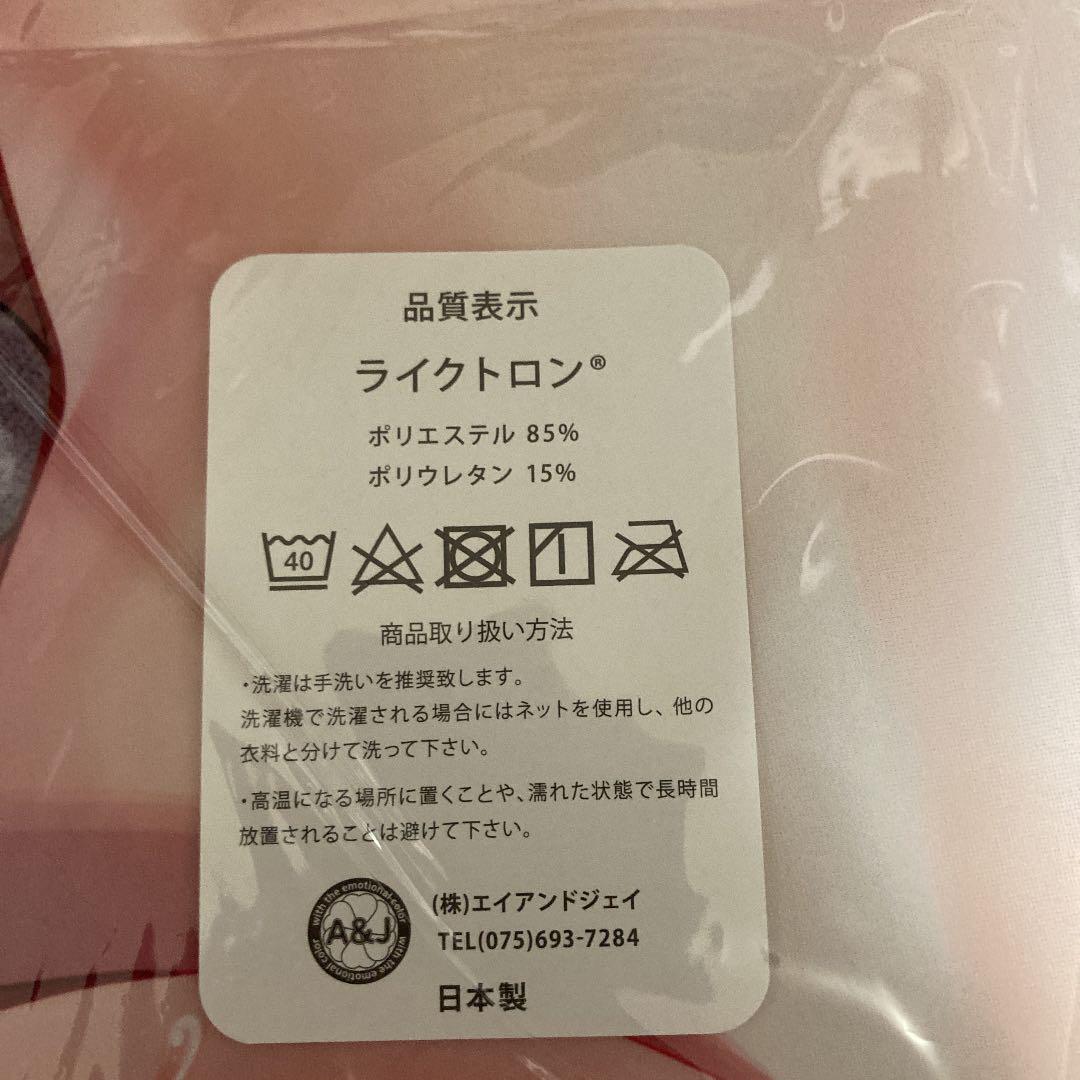 品質表示
ライクトロン®
ポリエステル 85%
ポリウレタン 15%
40
商品取り扱い方法
・洗濯は手洗いを推奨致します。
洗濯機で洗濯される場合にはネットを使用し、他の
衣料と分けて洗って下さい。
・高温になる場所に置くことや、濡れた状態で長時間
放置されることは避けて下さい。
with the emotional color
A&J
with the emotional color
(株)エイアンドジェイ
TEL(075)693-7284
日本製